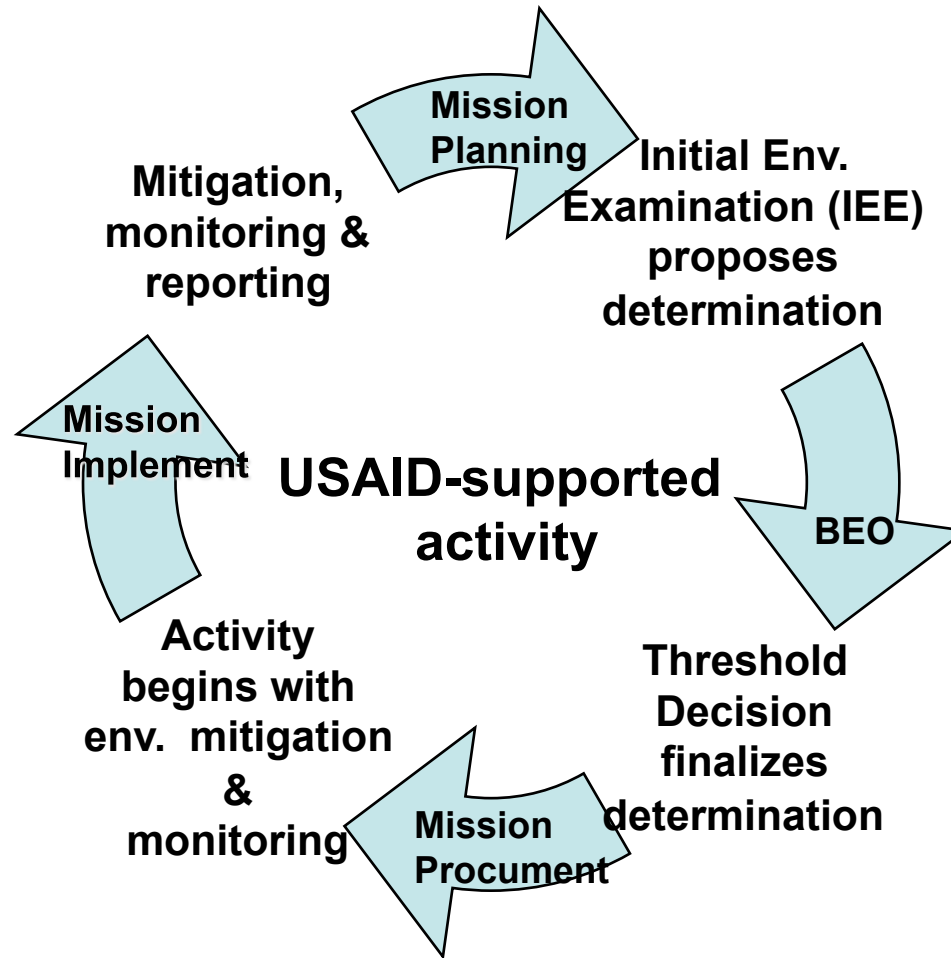 Mission
Planning
Initial Env.
Examination (IEE)
proposes
determination
BEO
Threshold
Decision
finalizes
determination
Mission
Procument
Activity
begins with
env. mitigation
&
monitoring
Mission
Implement
Mitigation,
monitoring &
reporting
USAID-supported
activity